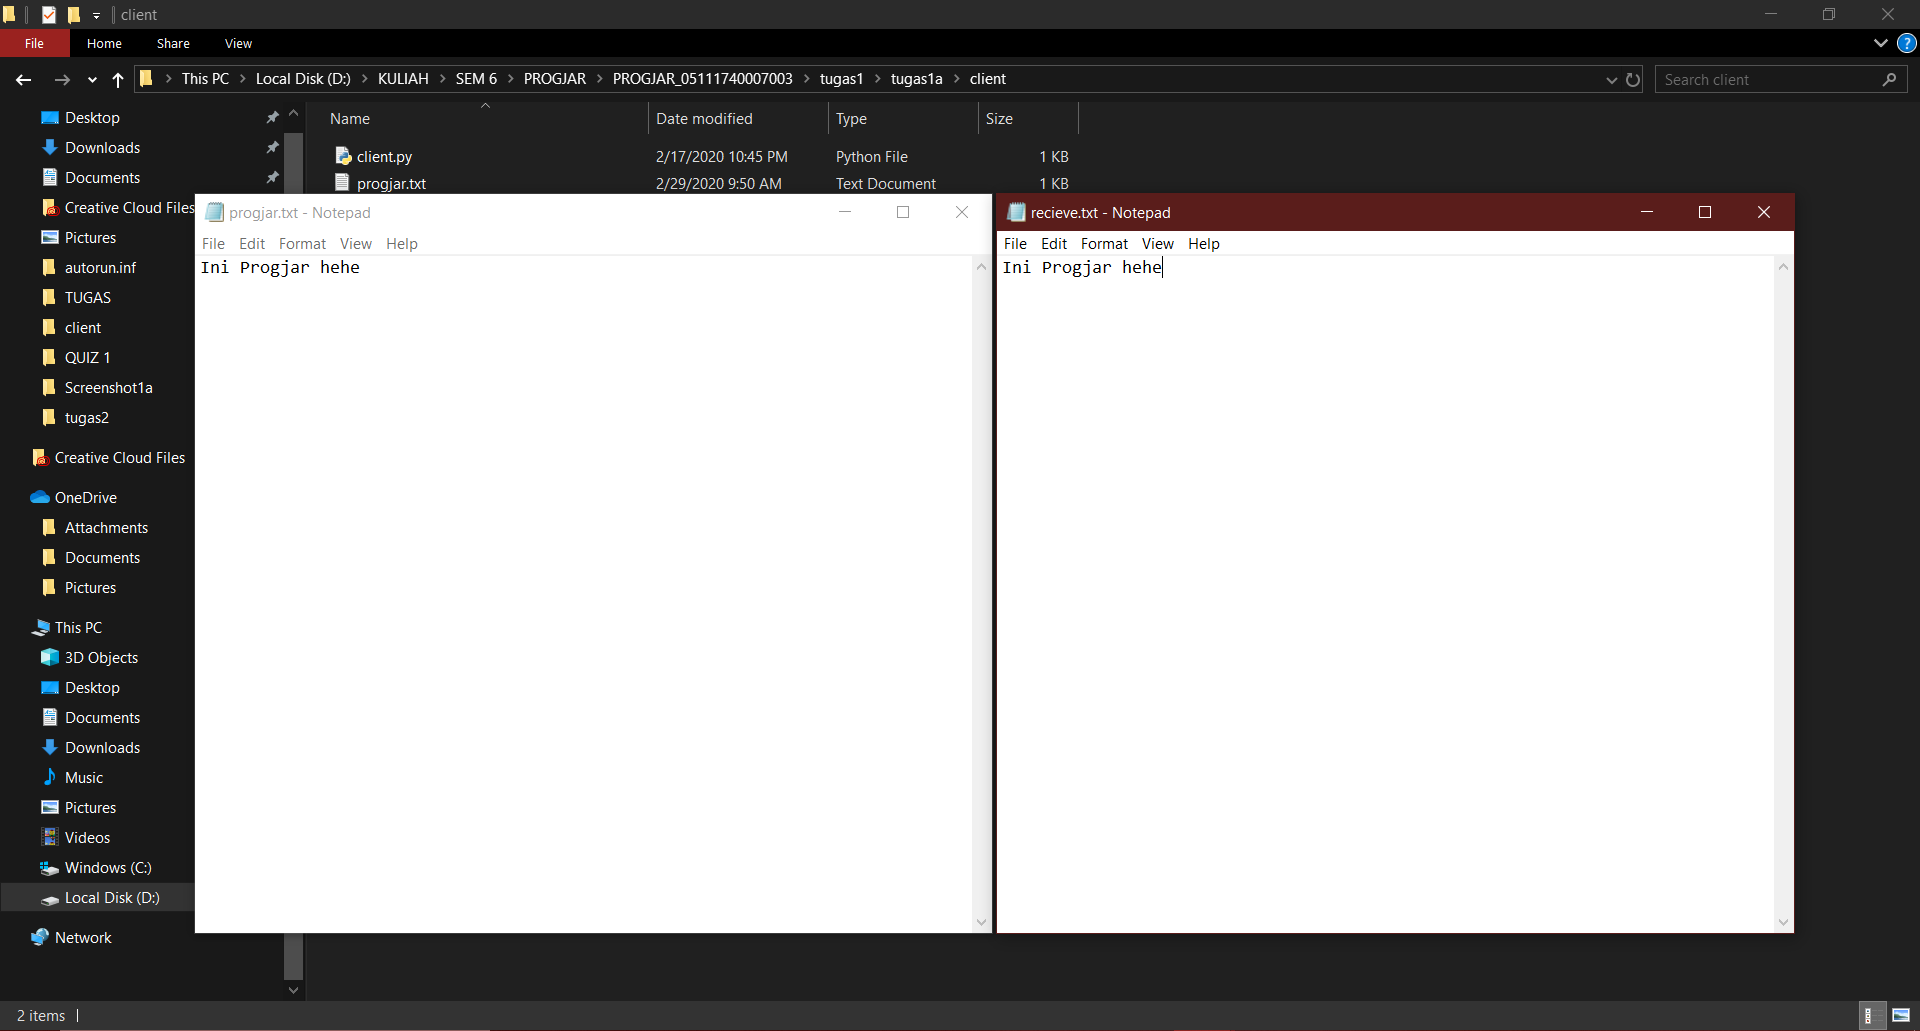 client
File Home Share View
This PC Local Disk (D:) KULIAH SEM 6 PROGJAR PROGJAR_05111740007003 tugas1 tugas1a client
Search client
Name Date modified Type Size
client.py 2/17/2020 10:45 PM Python File 1 KB
progjar.txt 2/29/2020 9:50 AM Text Document 1 KB
Desktop
Downloads
Documents
Creative Cloud Files
Pictures
autorun.inf
TUGAS
client
QUIZ 1
Screenshot1a
tugas2
Creative Cloud Files
OneDrive
Attachments
Documents
Pictures
This PC
3D Objects
Desktop
Documents
Downloads
Music
Pictures
Videos
Windows (C:)
Local Disk (D:)
Network
progjar.txt - Notepad
File Edit Format View Help
Ini Progjar hehe
recieve.txt - Notepad
File Edit Format View Help
Ini Progjar hehe
2 items